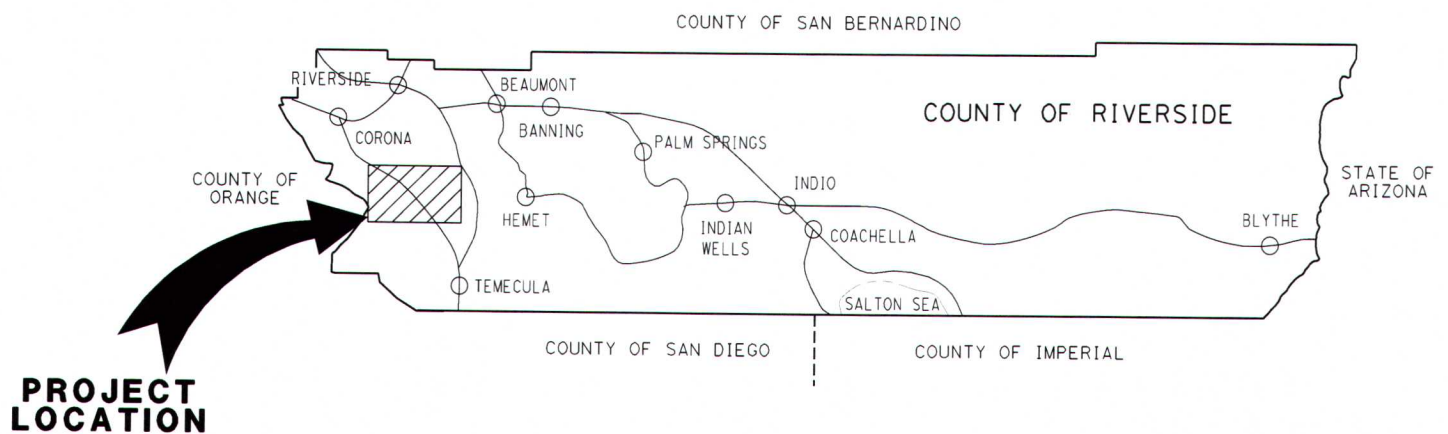 COUNTY OF SAN BERNARDINO
RIVERSIDE
BEAUMONT
BANNING
COUNTY OF RIVERSIDE
CORONA
PALM SPRINGS
COUNTY OF
ORANGE
STATE OF
ARIZONA
HEMET
INDIO
INDIAN
WELLS
COACHELLA
BLYTHE
TEMECULA
SALTON SEA
COUNTY OF SAN DIEGO
COUNTY OF IMPERIAL
PROJECT
LOCATION